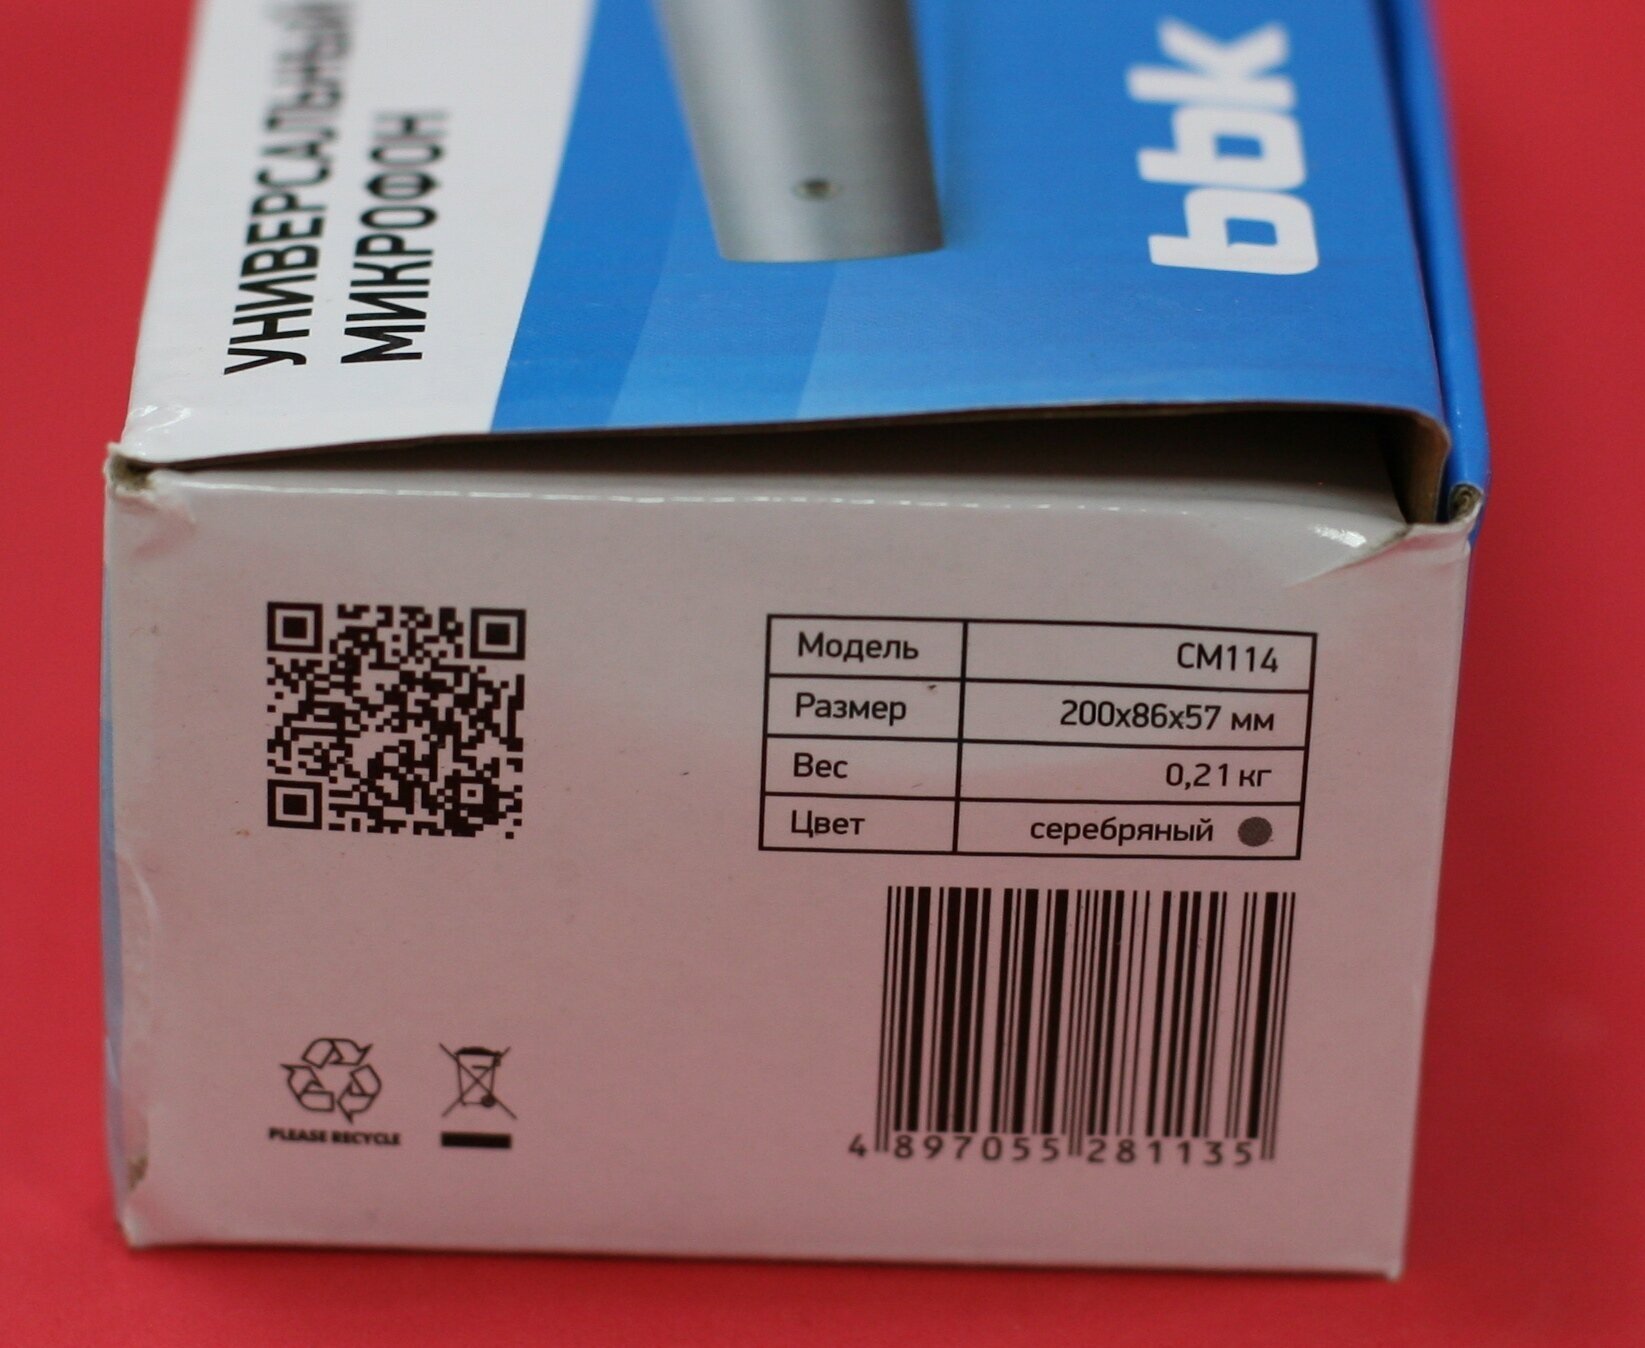 УНИВЕРСАЛЬНЫЙ
МИКРОФОН
bbk
Модель CM114
Размер 200x86x57 мм
Вес 0,21 кг
Цвет серебряный
PLEASE RECYCLE
4 897055 281135